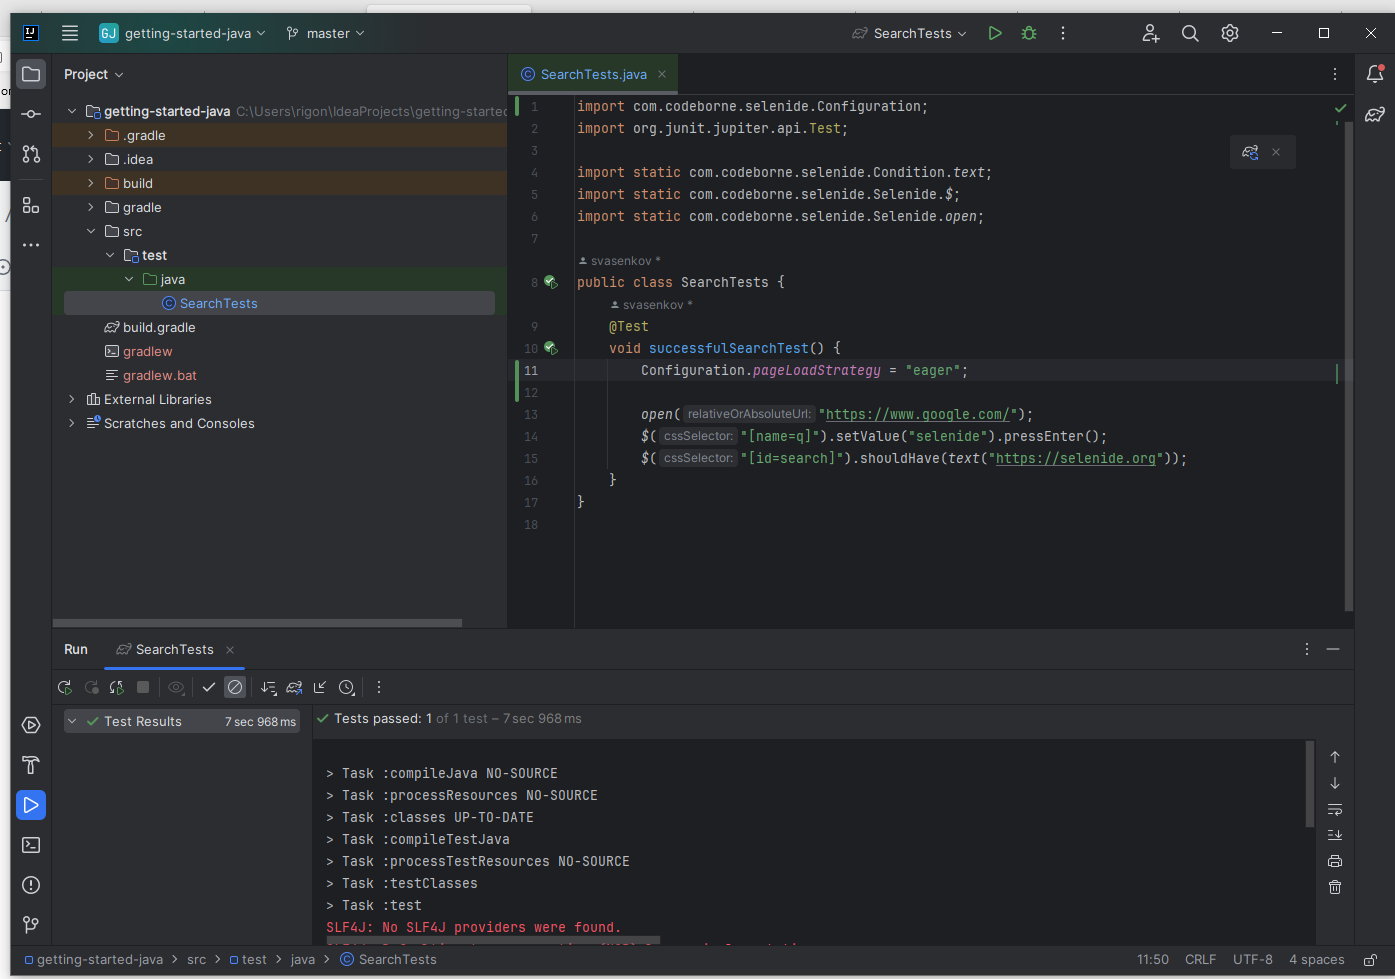 GJ getting-started-java master SearchTests
Project
SearchTests.java
getting-started-java C:\Users\rigon\IdeaProjects\getting-started
.gradle
.idea
build
gradle
src
test
java
SearchTests
build.gradle
gradlew
gradlew.bat
External Libraries
Scratches and Consoles
1 import com.codeborne.selenide.Configuration;
2 import org.junit.jupiter.api.Test;
3
4 import static com.codeborne.selenide.Condition.text;
5 import static com.codeborne.selenide.Selenide.$;
6 import static com.codeborne.selenide.Selenide.open;
7
svasenkov *
8 public class SearchTests {
svasenkov *
9 @Test
10 void successfulSearchTest() {
11 Configuration.pageLoadStrategy = "eager";
12
13 open( relativeOrAbsoluteUrl: "https://www.google.com/");
14 $( cssSelector: "[name=q]").setValue("selenide").pressEnter();
15 $( cssSelector: "[id=search]").shouldHave(text("https://selenide.org"));
16 }
17 }
18
Run SearchTests
Test Results 7 sec 968 ms
Tests passed: 1 of 1 test – 7 sec 968 ms
> Task :compileJava NO-SOURCE
> Task :processResources NO-SOURCE
> Task :classes UP-TO-DATE
> Task :compileTestJava
> Task :processTestResources NO-SOURCE
> Task :testClasses
> Task :test
SLF4J: No SLF4J providers were found.
getting-started-java > src > test > java > SearchTests
11:50 CRLF UTF-8 4 spaces